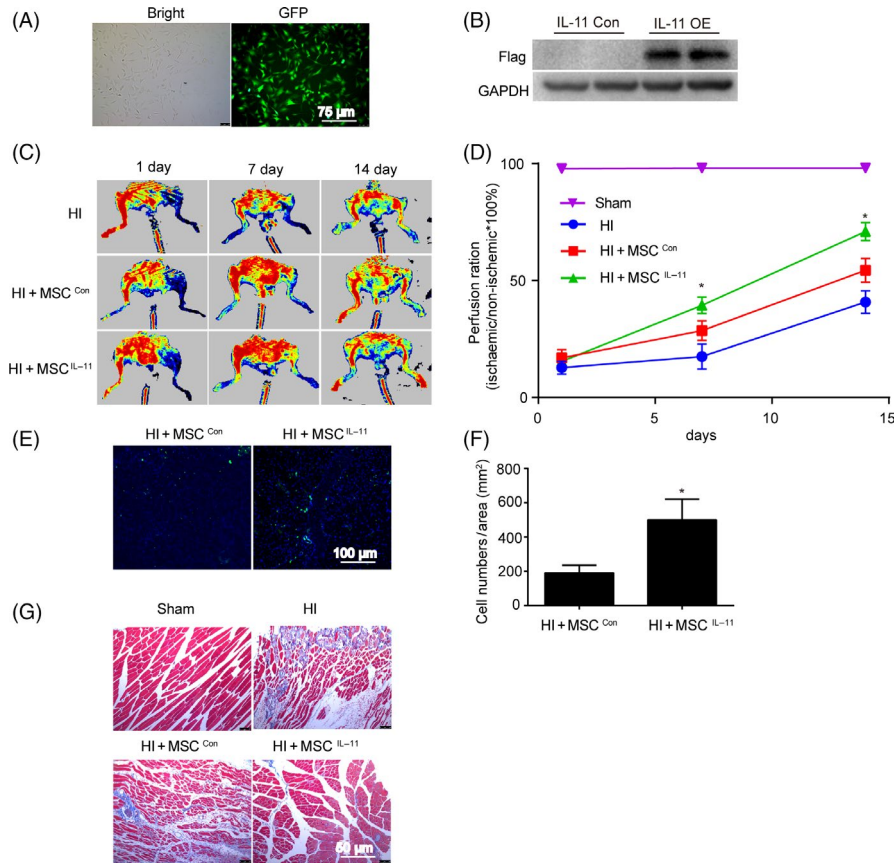 (A)
Bright
GFP
75 µm
(B)
IL-11 Con
IL-11 OE
Flag
GAPDH
(C)
1 day
7 day
14 day
HI
HI + MSC Con
HI + MSC IL-11
(D)
Perfusion ration
(ischaemic/non-ischemic*100%)
100
50
0
0
5
10
15
days
Sham
HI
HI + MSC Con
HI + MSC IL-11
*
*
(E)
HI + MSC Con
HI + MSC IL-11
100 µm
(F)
Cell numbers/area (mm²)
800
600
400
200
0
*
HI + MSC Con
HI + MSC IL-11
(G)
Sham
HI
HI + MSC Con
HI + MSC IL-11
50 µm